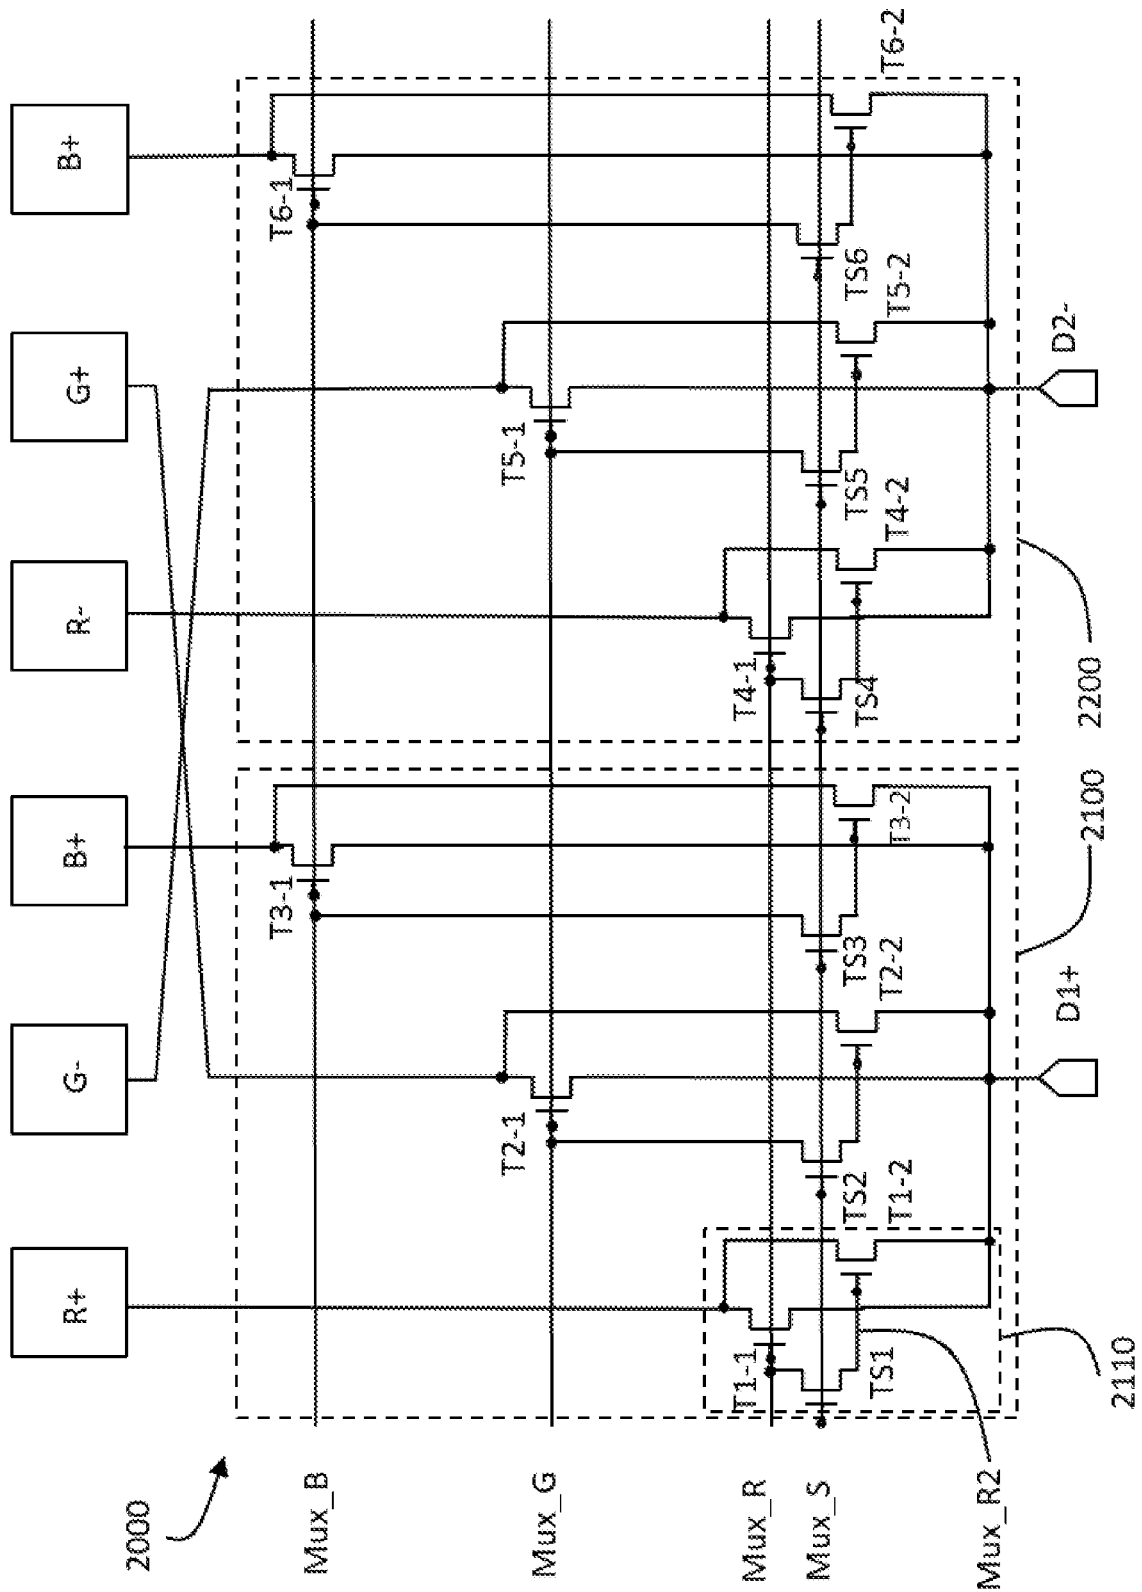 2000
R+
G-
B+
R-
G+
B+
Mux_B
T3-1
T6-1
Mux_G
T2-1
T5-1
Mux_R
T1-1
T4-1
Mux_S
TS1
TS2
TS3
TS4
TS5
TS6
T1-2
T2-2
T3-2
T4-2
T5-2
T6-2
Mux_R2
D1+
D2-
2110
2100
2200